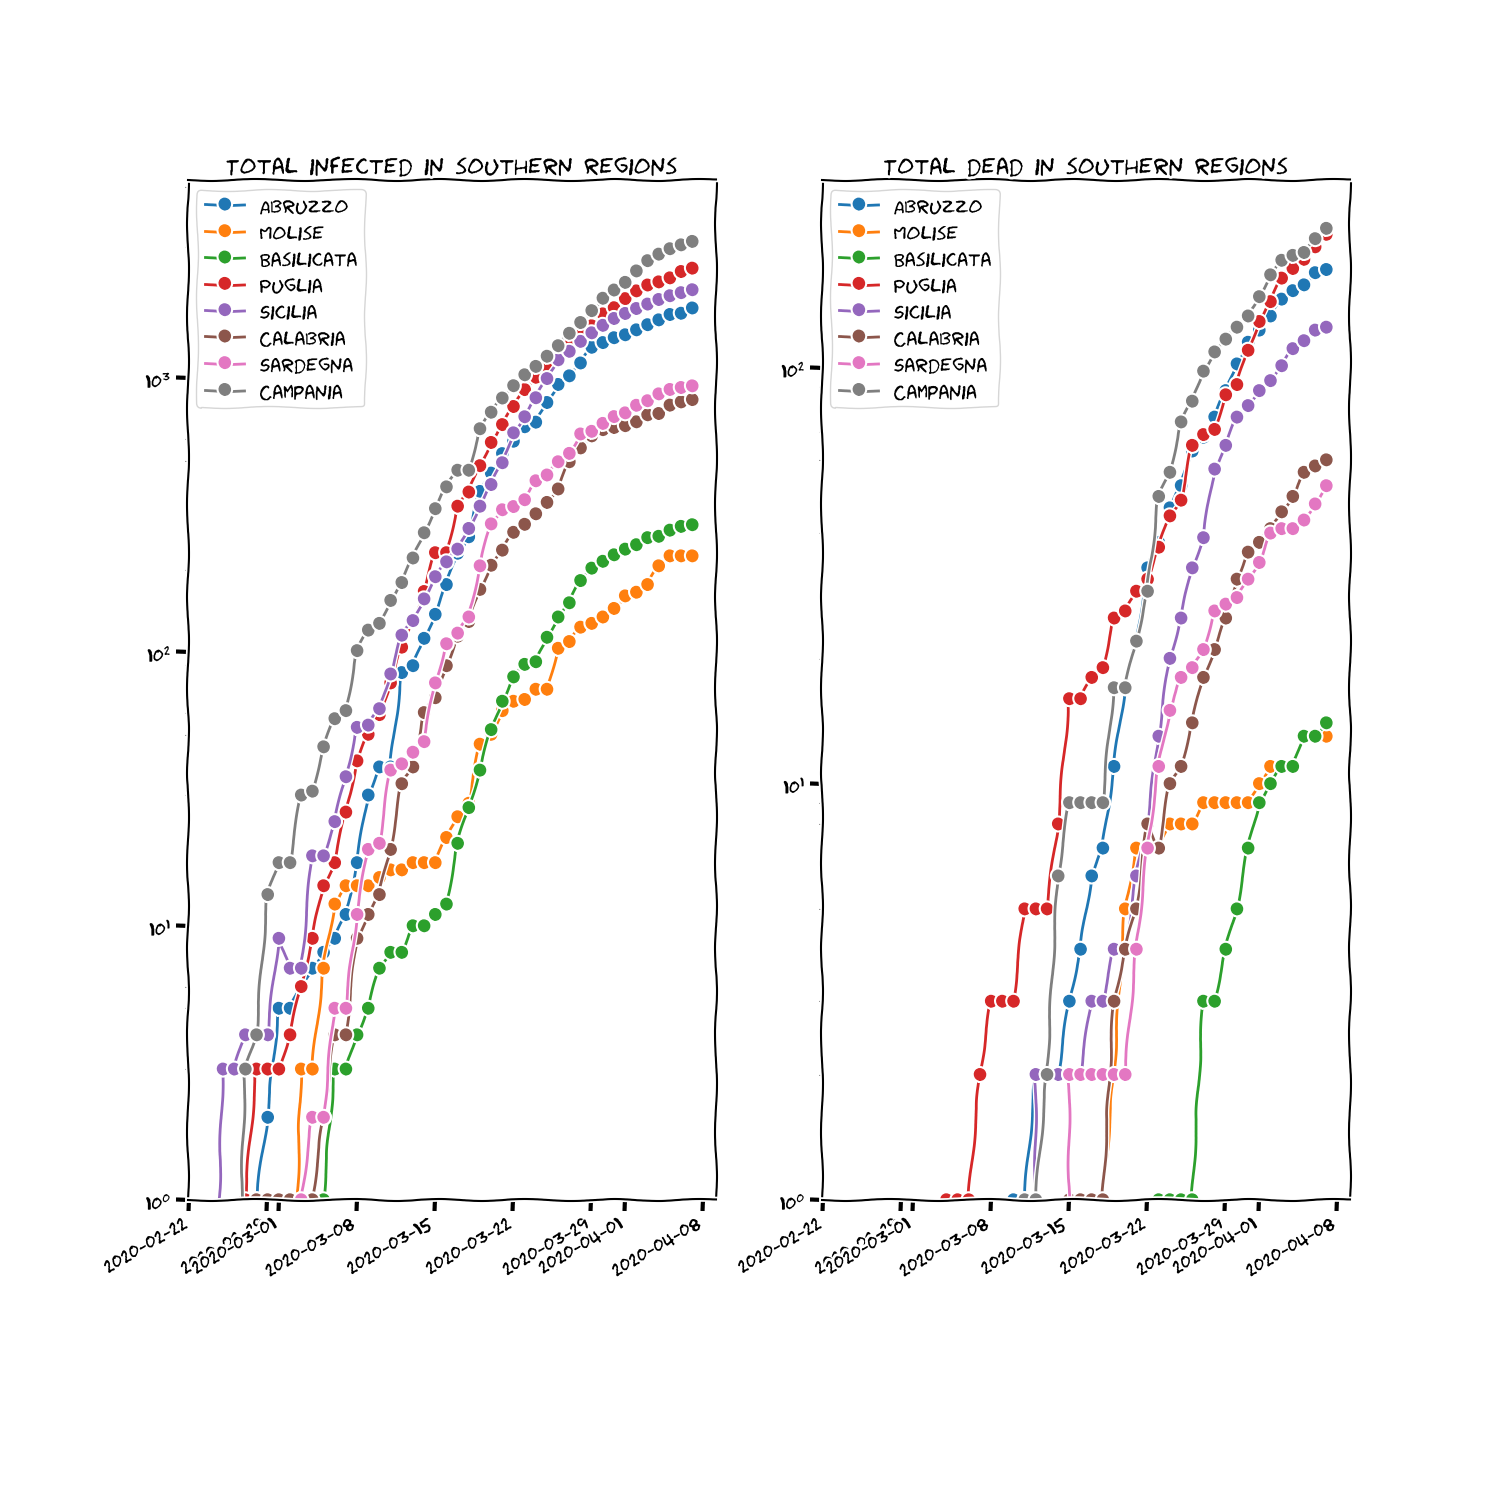 TOTAL INFECTED IN SOUTHERN REGIONS
ABRUZZO
MOLISE
BASILICATA
PUGLIA
SICILIA
CALABRIA
SARDEGNA
CAMPANIA
10³
10²
10¹
10⁰
2020-02-22
2020-03-01
2020-03-08
2020-03-15
2020-03-22
2020-03-29
2020-04-01
2020-04-08
TOTAL DEAD IN SOUTHERN REGIONS
ABRUZZO
MOLISE
BASILICATA
PUGLIA
SICILIA
CALABRIA
SARDEGNA
CAMPANIA
10²
10¹
10⁰
2020-02-22
2020-03-01
2020-03-08
2020-03-15
2020-03-22
2020-03-29
2020-04-01
2020-04-08